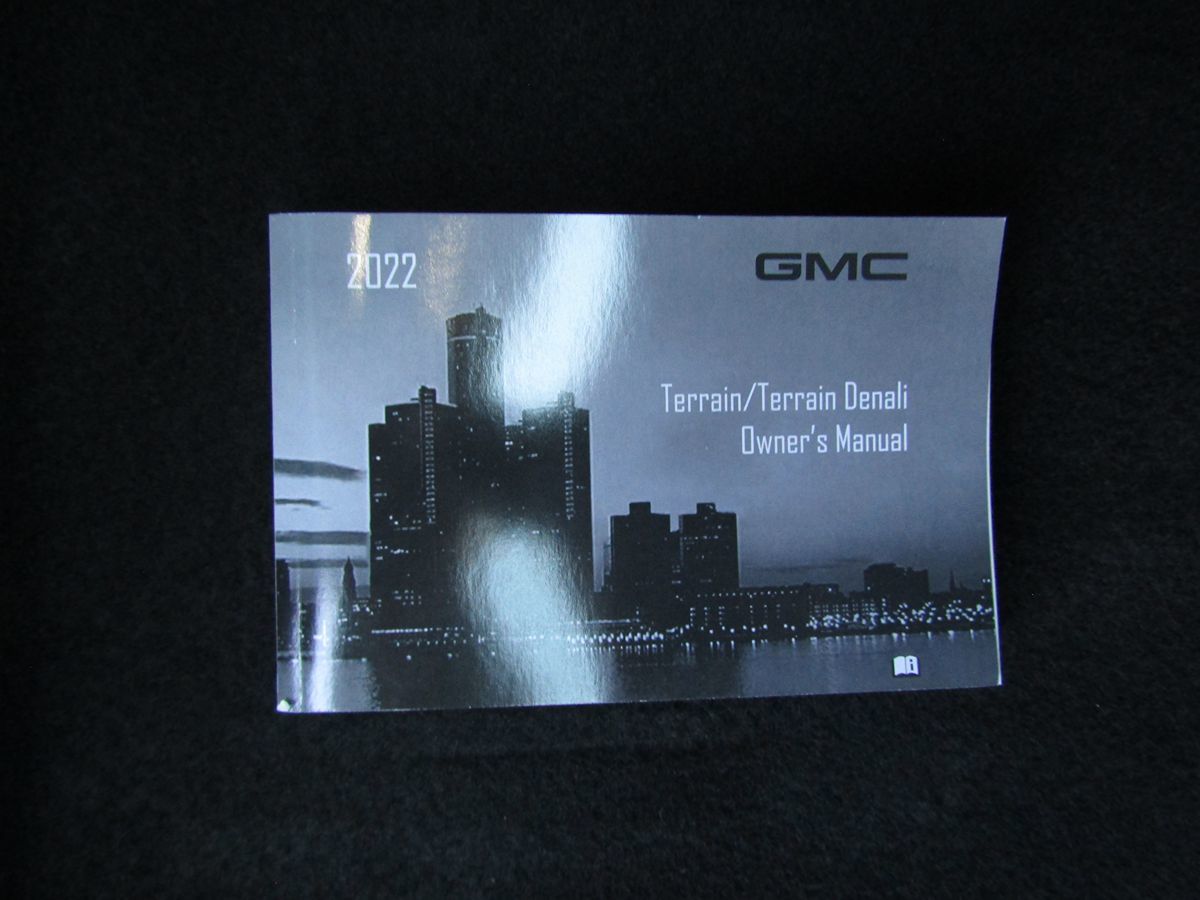 2022
GMC
Terrain/Terrain Denali
Owner's Manual